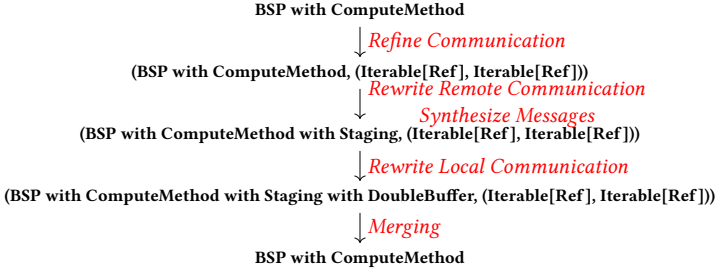 BSP with ComputeMethod
Refine Communication
(BSP with ComputeMethod, (Iterable[Ref], Iterable[Ref]))
Rewrite Remote Communication
Synthesize Messages
(BSP with ComputeMethod with Staging, (Iterable[Ref], Iterable[Ref]))
Rewrite Local Communication
(BSP with ComputeMethod with Staging with DoubleBuffer, (Iterable[Ref], Iterable[Ref]))
Merging
BSP with ComputeMethod